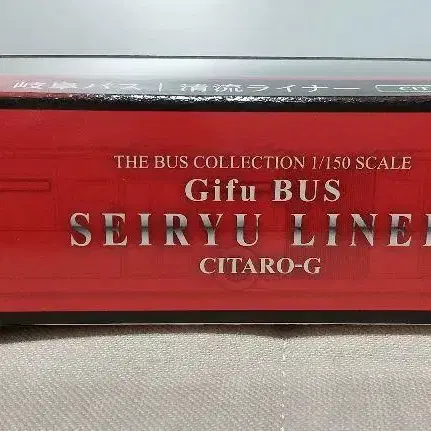 岐阜バス | 清流ライナー
THE BUS COLLECTION 1/150 SCALE
Gifu BUS
SEIRYU LINE
CITARO-G